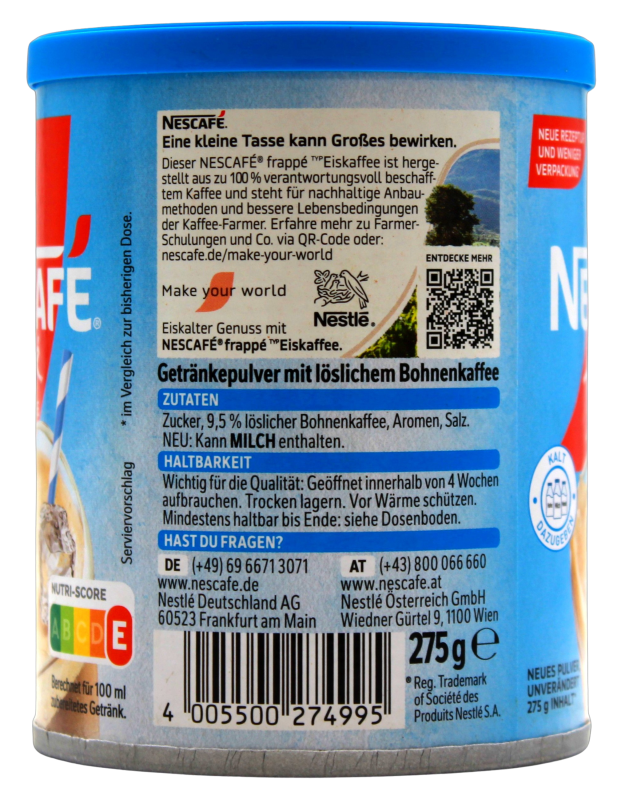 NESCAFÉ®
Eine kleine Tasse kann Großes bewirken.
Dieser NESCAFÉ® frappé TYPEiskaffee ist herge-
stellt aus zu 100 % verantwortungsvoll beschaff-
tem Kaffee und steht für nachhaltige Anbau-
methoden und bessere Lebensbedingungen
der Kaffee-Farmer. Erfahre mehr zu Farmer-
Schulungen und Co. via QR-Code oder:
nescafe.de/make-your-world
ENTDECKE MEHR
Make your world
Nestlé®
Eiskalter Genuss mit
NESCAFÉ® frappé TYPEiskaffee.
Getränkepulver mit löslichem Bohnenkaffee
ZUTATEN
Zucker, 9,5 % löslicher Bohnenkaffee, Aromen, Salz.
NEU: Kann MILCH enthalten.
HALTBARKEIT
Wichtig für die Qualität: Geöffnet innerhalb von 4 Wochen
aufbrauchen. Trocken lagern. Vor Wärme schützen.
Mindestens haltbar bis Ende: siehe Dosenboden.
HAST DU FRAGEN?
DE (+49) 69 6671 3071
www.nescafe.de
Nestlé Deutschland AG
60523 Frankfurt am Main
AT (+43) 800 066 660
www.nescafe.at
Nestlé Österreich GmbH
Wiedner Gürtel 9, 1100 Wien
275 g e
® Reg. Trademark
of Société des
Produits Nestlé S.A.
4 005500 274995
* im Vergleich zur bisherigen Dose.
Serviervorschlag
AFÉ®
NUTRI-SCORE
A B C D E
Berechnet für 100 ml
zubereitetes Getränk.
NEUE REZEPTUR
UND WENIGER
VERPACKUNG*
NE
KALT
DAZUGEBEN
NEUES PULVER,
UNVERÄNDERT
275 g INHALT*